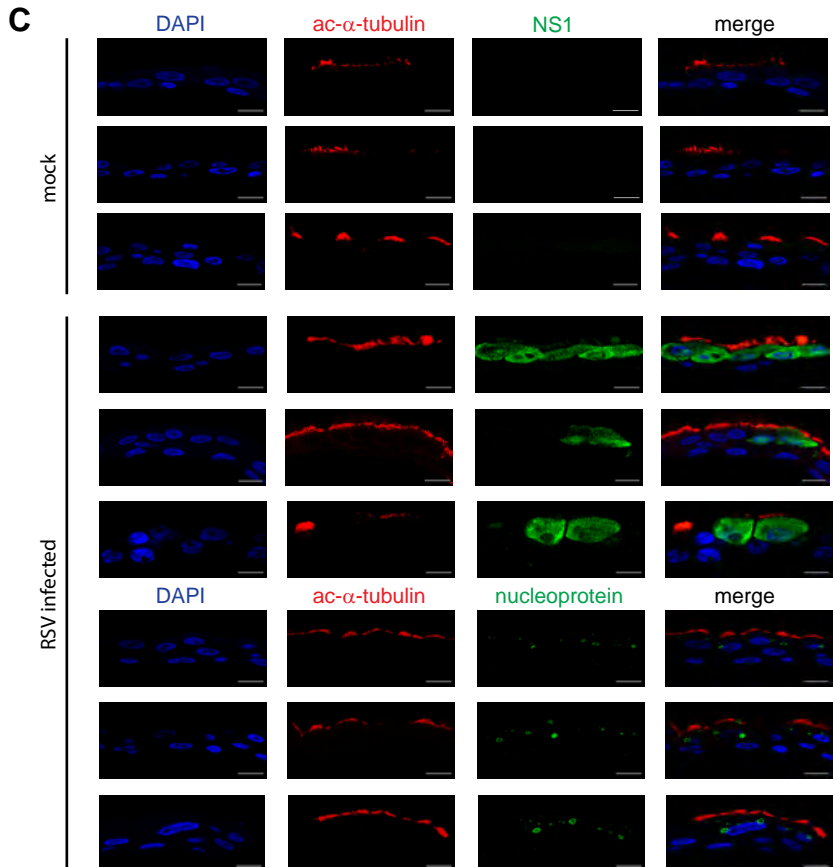 C
DAPI ac-α-tubulin NS1 merge
mock
RSV infected
DAPI ac-α-tubulin nucleoprotein merge